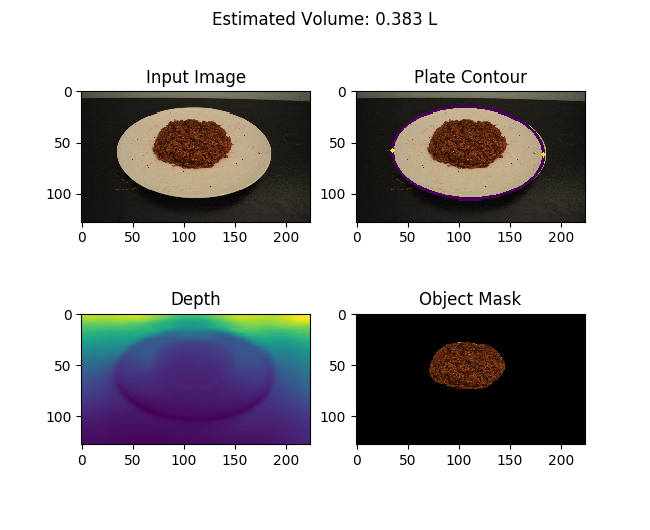 Estimated Volume: 0.383 L
Input Image
Plate Contour
0
50
100
0 50 100 150 200
0
50
100
0 50 100 150 200
Depth
Object Mask
0
50
100
0 50 100 150 200
0
50
100
0 50 100 150 200